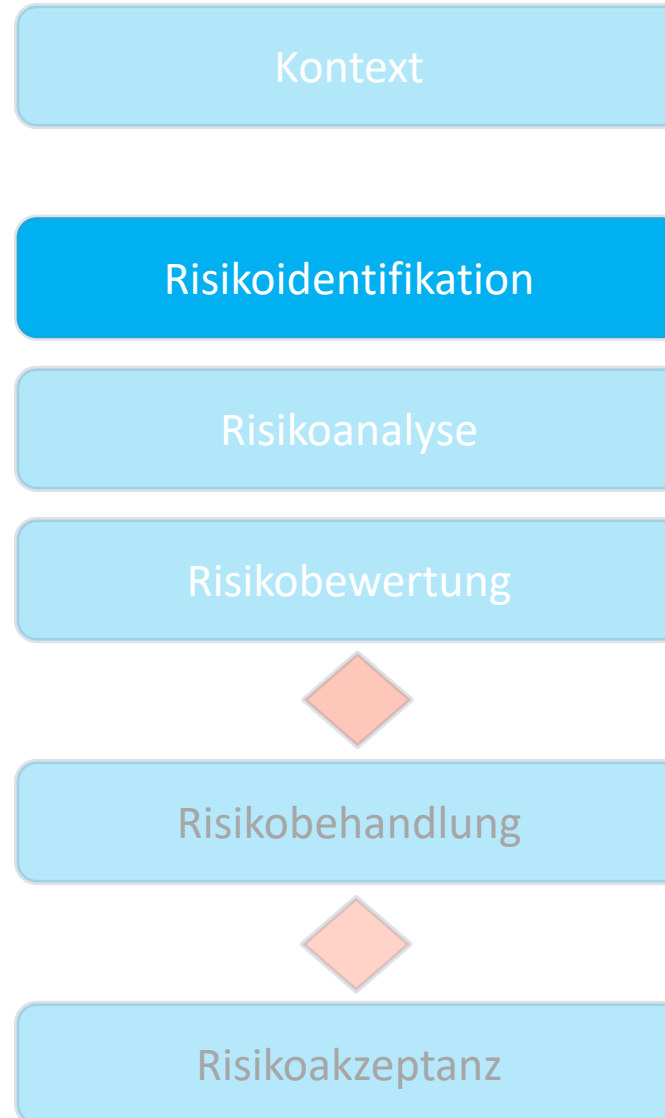 Kontext
Risikoidentifikation
Risikoanalyse
Risikobewertung
Risikobehandlung
Risikoakzeptanz